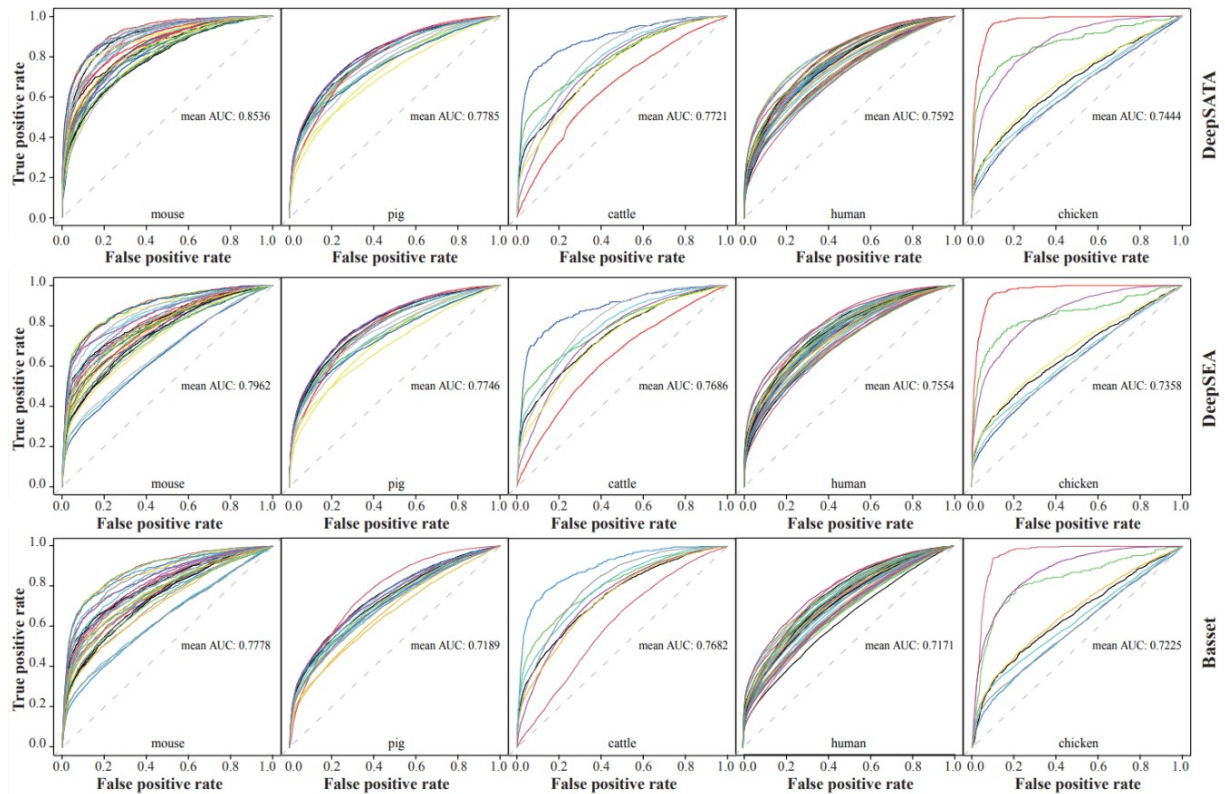 1.0
0.8
0.6
0.4
0.2
0.0
True positive rate
mean AUC: 0.8536
mouse
mean AUC: 0.7785
pig
mean AUC: 0.7721
cattle
mean AUC: 0.7592
human
mean AUC: 0.7444
chicken
DeepSATA
0.0 0.2 0.4 0.6 0.8 1.0
0.0 0.2 0.4 0.6 0.8 1.0
0.0 0.2 0.4 0.6 0.8 1.0
0.0 0.2 0.4 0.6 0.8 1.0
0.0 0.2 0.4 0.6 0.8 1.0
False positive rate
False positive rate
False positive rate
False positive rate
False positive rate
1.0
0.8
0.6
0.4
0.2
0.0
True positive rate
mean AUC: 0.7962
mouse
mean AUC: 0.7746
pig
mean AUC: 0.7686
cattle
mean AUC: 0.7554
human
mean AUC: 0.7358
chicken
DeepSEA
0.0 0.2 0.4 0.6 0.8 1.0
0.0 0.2 0.4 0.6 0.8 1.0
0.0 0.2 0.4 0.6 0.8 1.0
0.0 0.2 0.4 0.6 0.8 1.0
0.0 0.2 0.4 0.6 0.8 1.0
False positive rate
False positive rate
False positive rate
False positive rate
False positive rate
1.0
0.8
0.6
0.4
0.2
0.0
True positive rate
mean AUC: 0.7778
mouse
mean AUC: 0.7189
pig
mean AUC: 0.7682
cattle
mean AUC: 0.7171
human
mean AUC: 0.7225
chicken
Basset
0.0 0.2 0.4 0.6 0.8 1.0
0.0 0.2 0.4 0.6 0.8 1.0
0.0 0.2 0.4 0.6 0.8 1.0
0.0 0.2 0.4 0.6 0.8 1.0
0.0 0.2 0.4 0.6 0.8 1.0
False positive rate
False positive rate
False positive rate
False positive rate
False positive rate